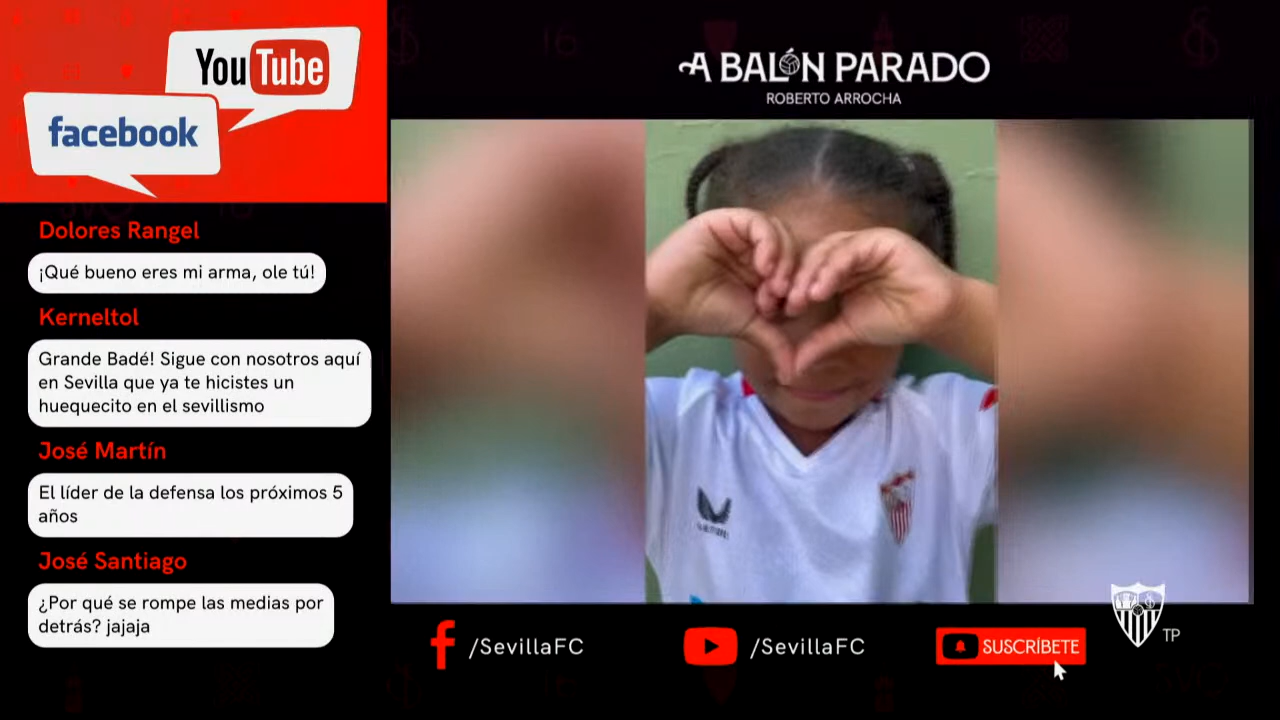 YouTube
facebook
A BALÓN PARADO
ROBERTO ARROCHA
Dolores Rangel
¡Qué bueno eres mi arma, ole tú!
Kerneltol
Grande Badé! Sigue con nosotros aquí
en Sevilla que ya te hicistes un
huequecito en el sevillismo
José Martín
El líder de la defensa los próximos 5
años
José Santiago
¿Por qué se rompe las medias por
detrás? jajaja
/SevillaFC
/SevillaFC
SUSCRÍBETE
TP